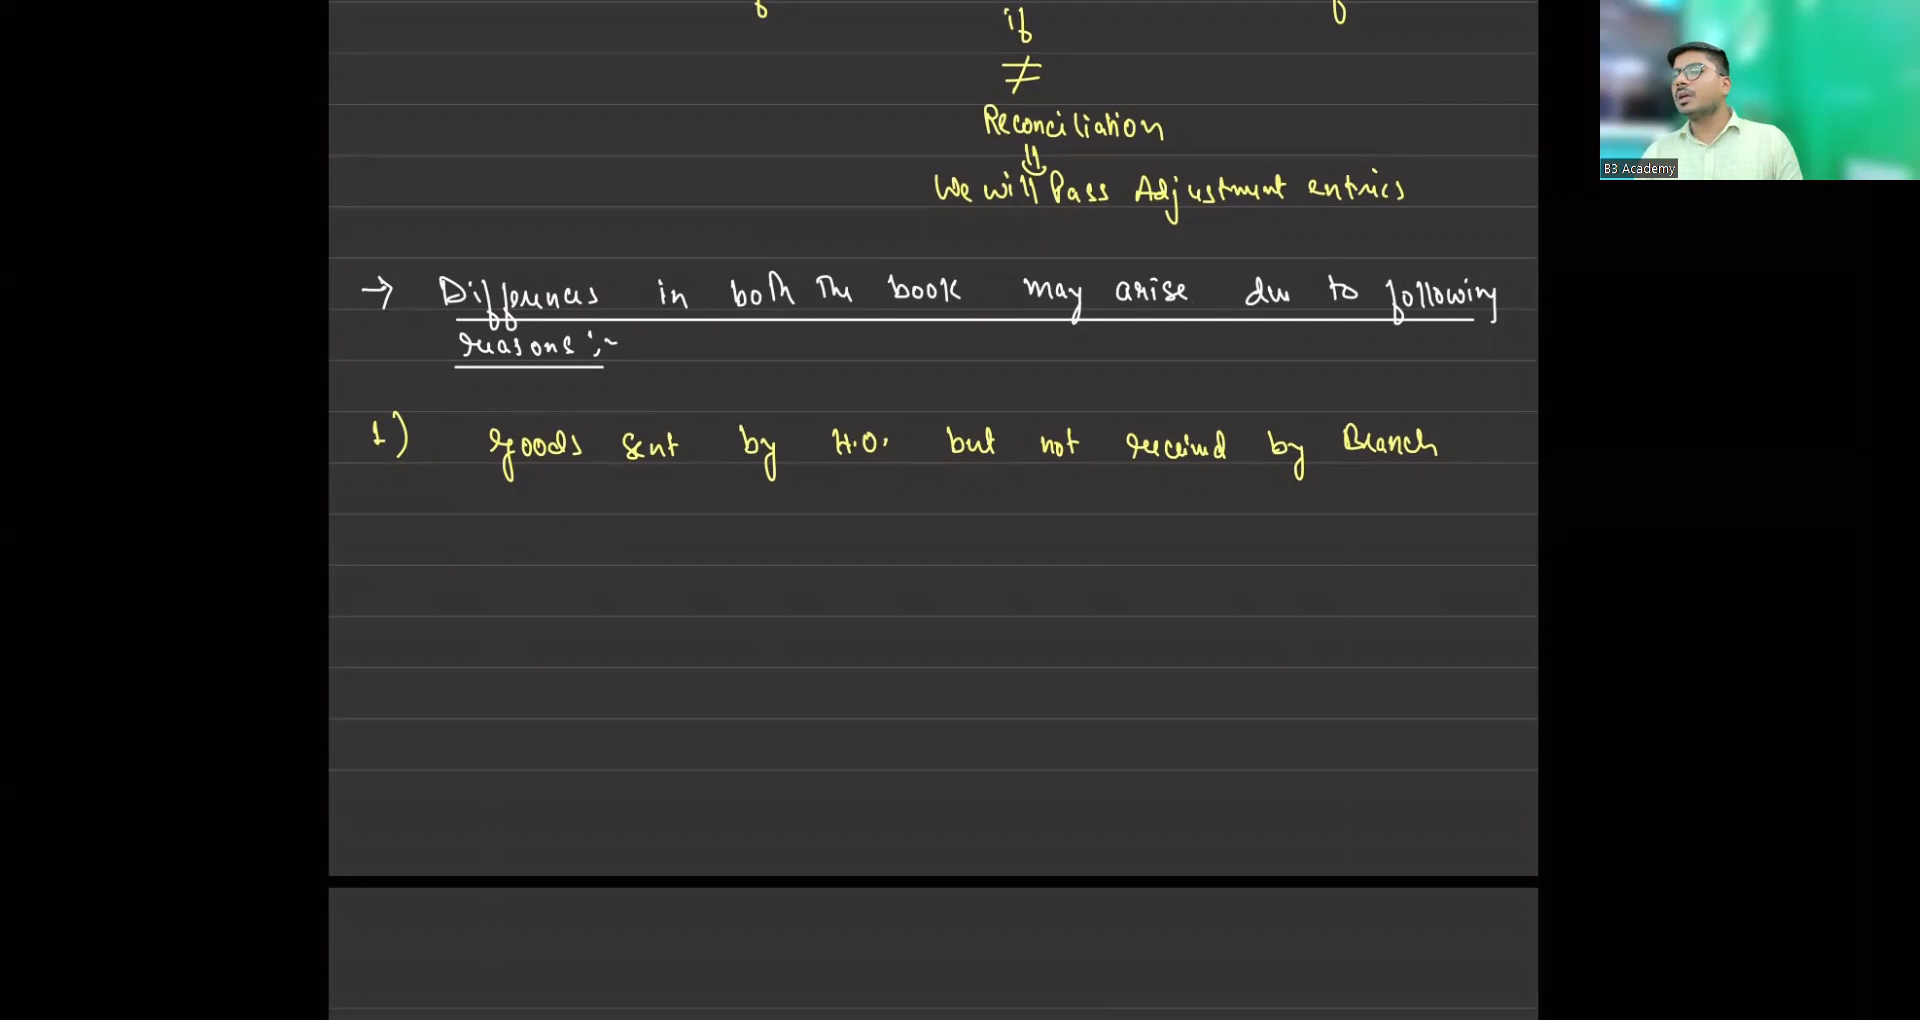 if
≠
Reconciliation
⇓
We will Pass Adjustment entries
→ Differences in both the book may arise due to following
reasons :-
1) Goods sent by H.O. but not received by Branch
B3 Academy